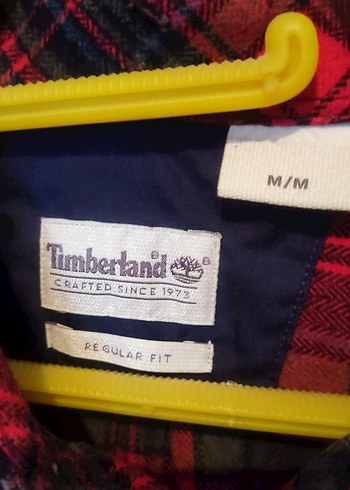 M/M
Timberland®
®
CRAFTED SINCE 1973
REGULAR FIT